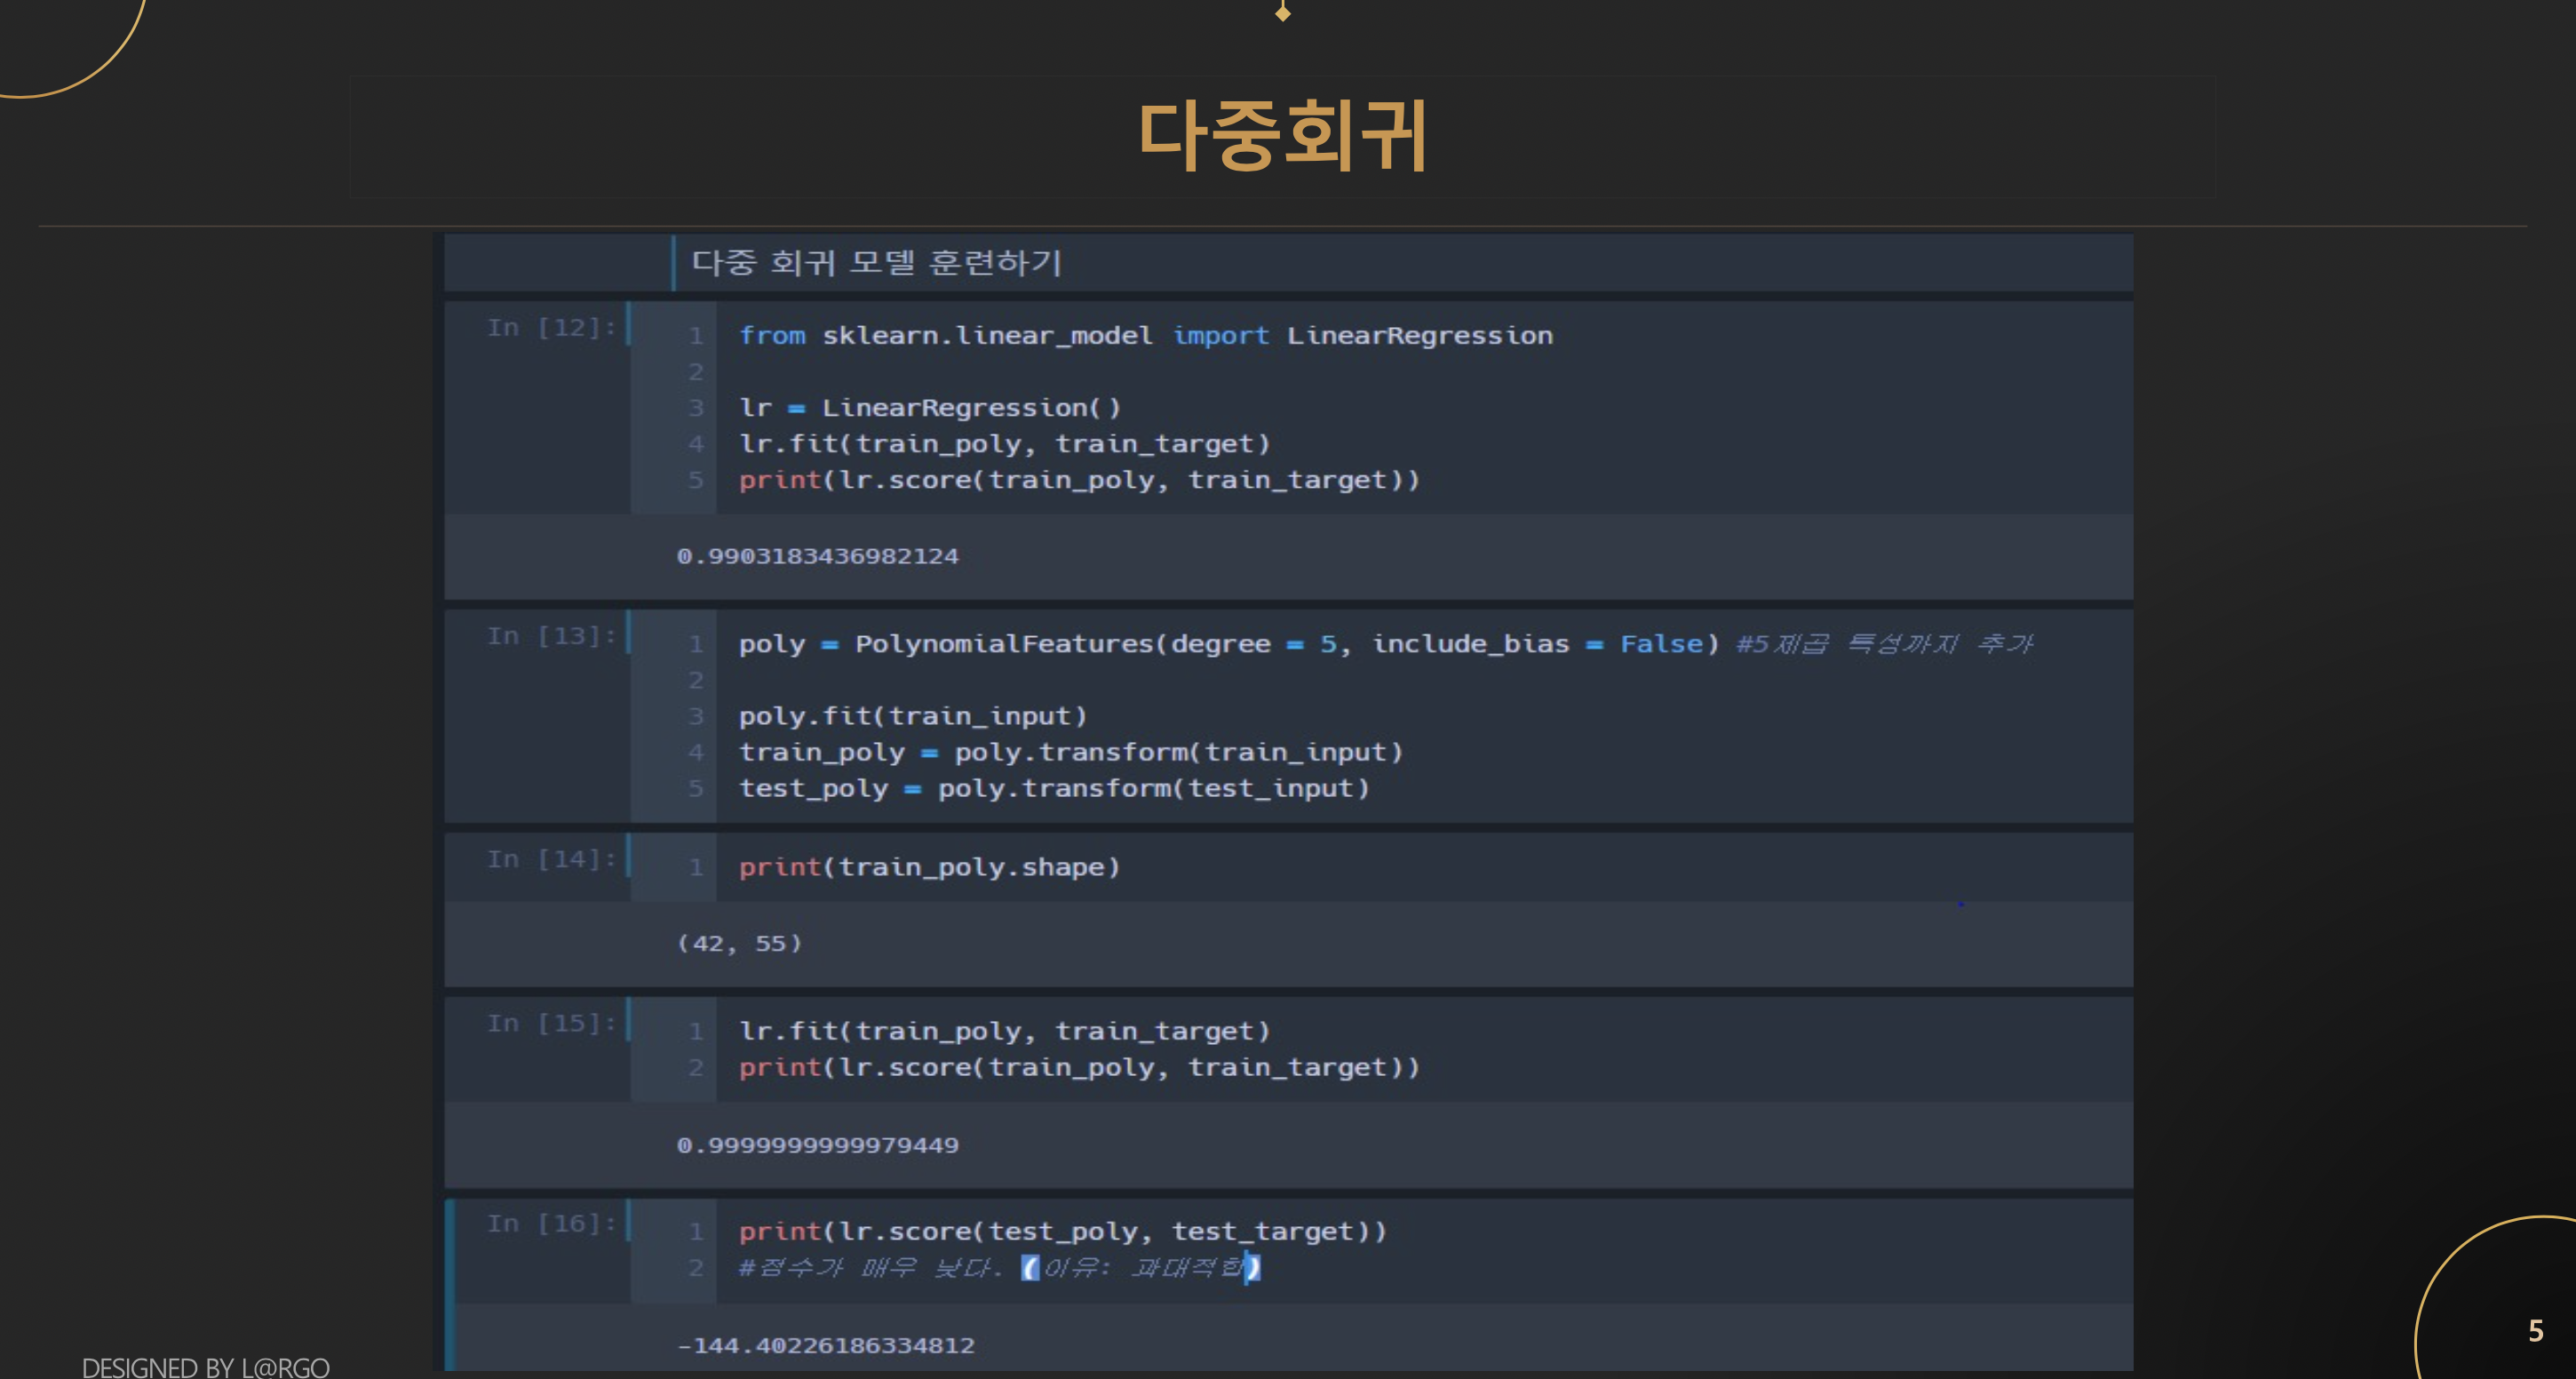 다중회귀
다중 회귀 모델 훈련하기
In [12]:
1 from sklearn.linear_model import LinearRegression
2
3 lr = LinearRegression()
4 lr.fit(train_poly, train_target)
5 print(lr.score(train_poly, train_target))
0.9903183436982124
In [13]:
1 poly = PolynomialFeatures(degree = 5, include_bias = False) #5제곱 특성까지 추가
2
3 poly.fit(train_input)
4 train_poly = poly.transform(train_input)
5 test_poly = poly.transform(test_input)
In [14]:
1 print(train_poly.shape)
(42, 55)
In [15]:
1 lr.fit(train_poly, train_target)
2 print(lr.score(train_poly, train_target))
0.9999999999979449
In [16]:
1 print(lr.score(test_poly, test_target))
2 #점수가 매우 낮다. (이유: 과대적합)
-144.40226186334812
DESIGNED BY L@RGO
5